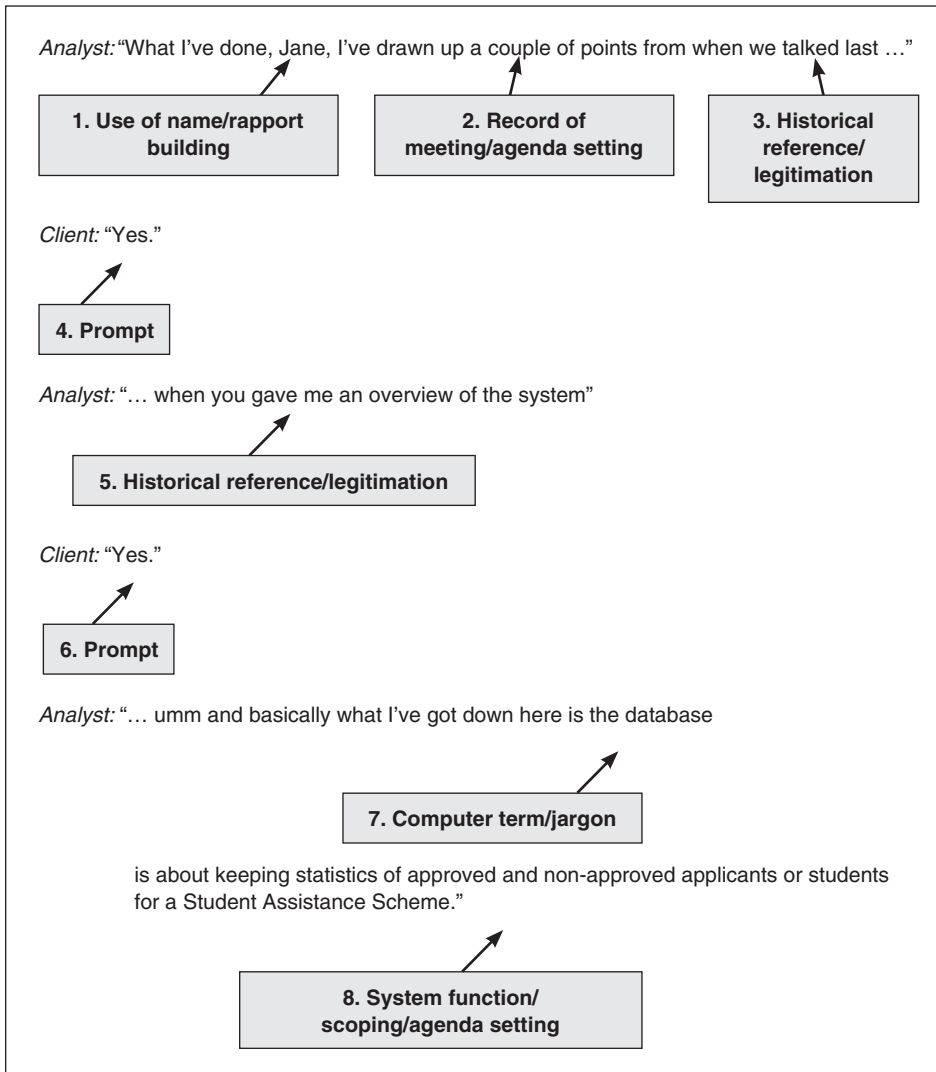 Analyst: “What I’ve done, Jane, I’ve drawn up a couple of points from when we talked last …”
1. Use of name/rapport
building
2. Record of
meeting/agenda setting
3. Historical
reference/
legitimation
Client: “Yes.”
4. Prompt
Analyst: “… when you gave me an overview of the system”
5. Historical reference/legitimation
Client: “Yes.”
6. Prompt
Analyst: “… umm and basically what I’ve got down here is the database
7. Computer term/jargon
is about keeping statistics of approved and non-approved applicants or students
for a Student Assistance Scheme.”
8. System function/
scoping/agenda setting